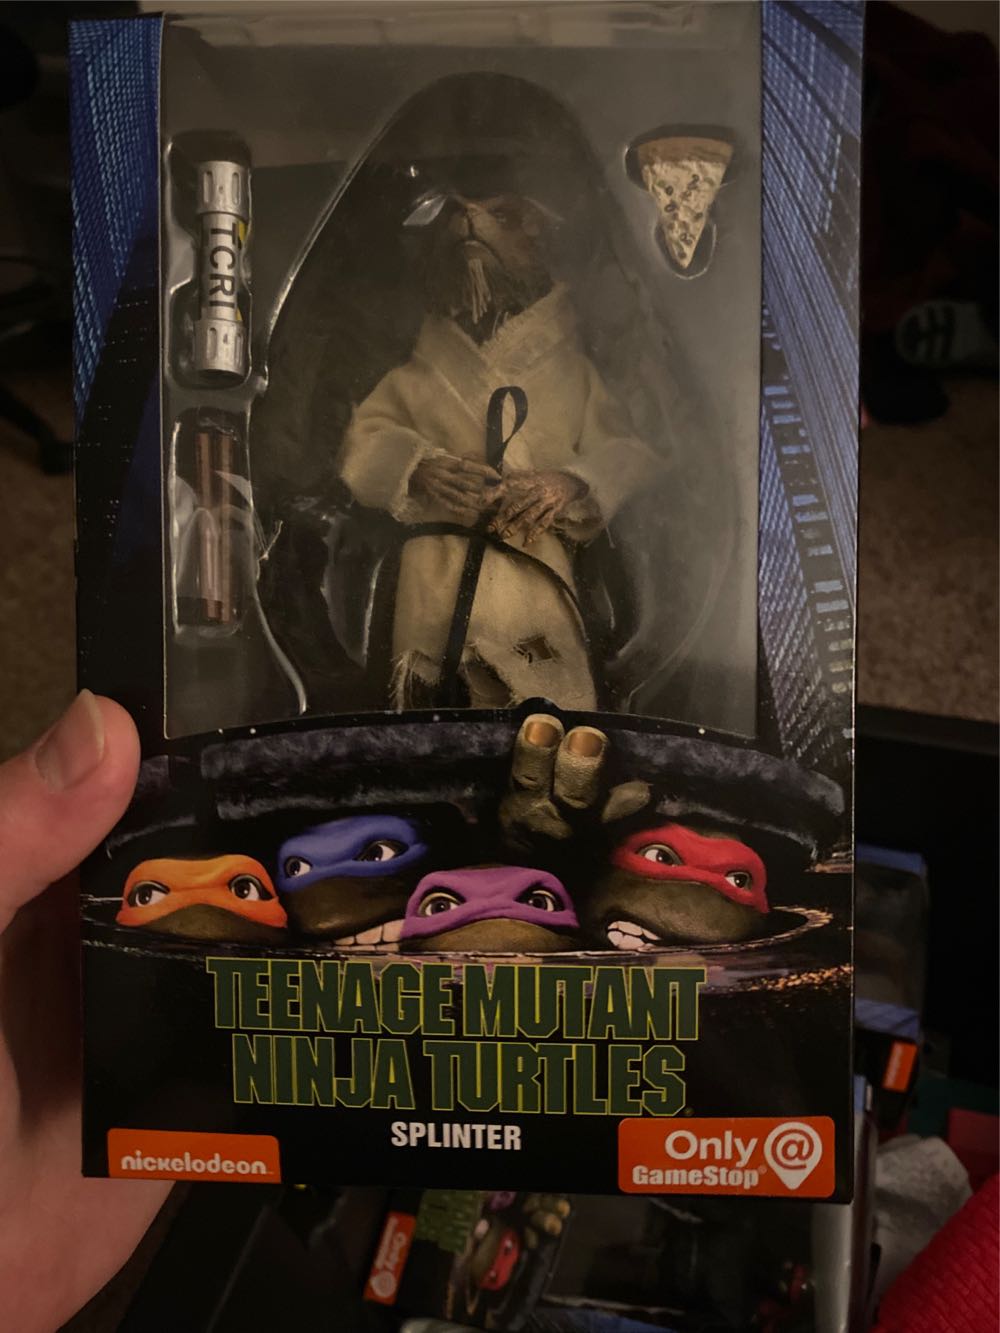 TCRI
TEENAGE MUTANT
NINJA TURTLES
SPLINTER
nickelodeon
Only @
GameStop